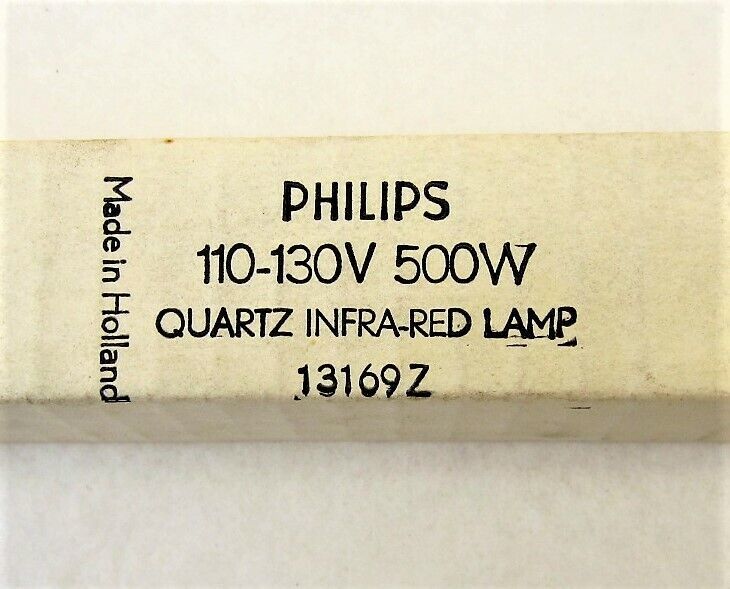 PHILIPS
110-130V 500W
QUARTZ INFRA-RED LAMP
13169Z
Made in Holland